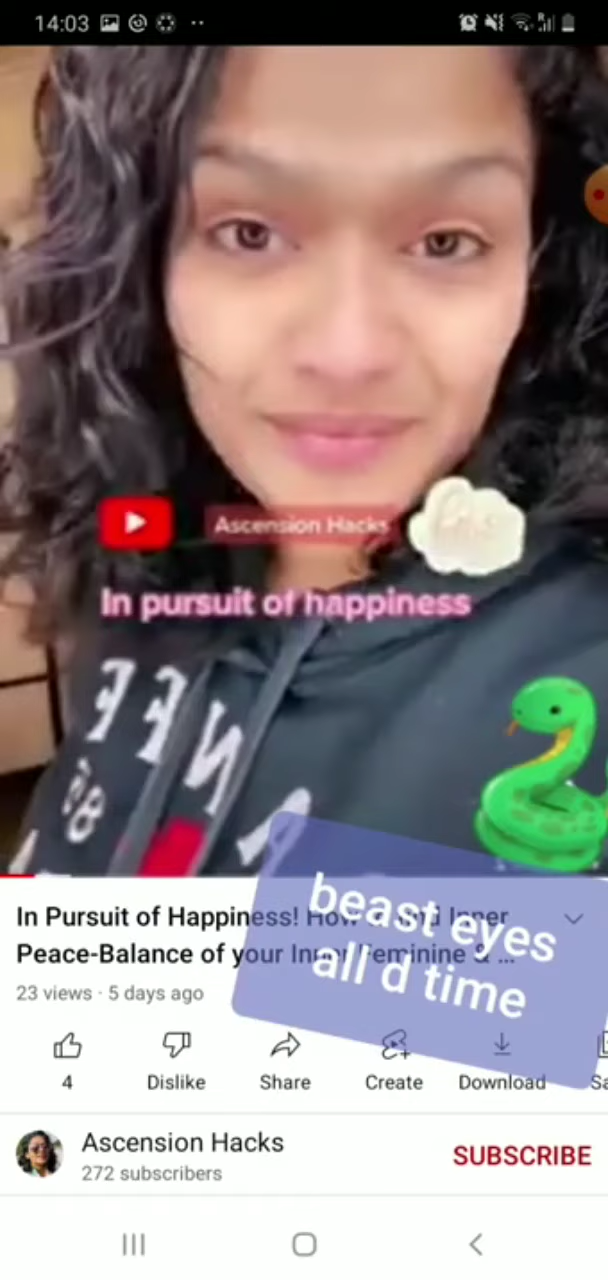 14:03
Ascension Hacks
In pursuit of happiness
In Pursuit of Happiness! How Inner
Peace-Balance of your Inner Feminine & ...
beast eyes
all d time
23 views · 5 days ago
4
Dislike
Share
Create
Download
Ascension Hacks
272 subscribers
SUBSCRIBE